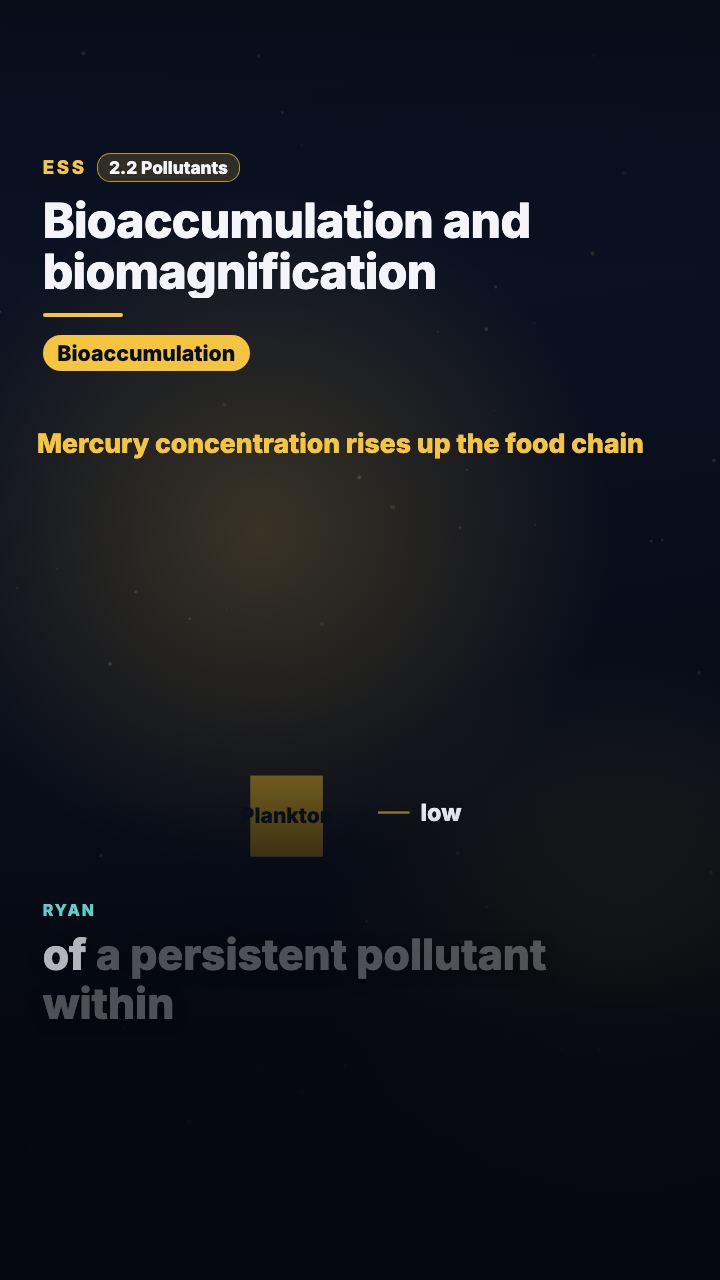 ESS 2.2 Pollutants
Bioaccumulation and
biomagnification
Bioaccumulation
Mercury concentration rises up the food chain
Plankton low
RYAN
of a persistent pollutant
within